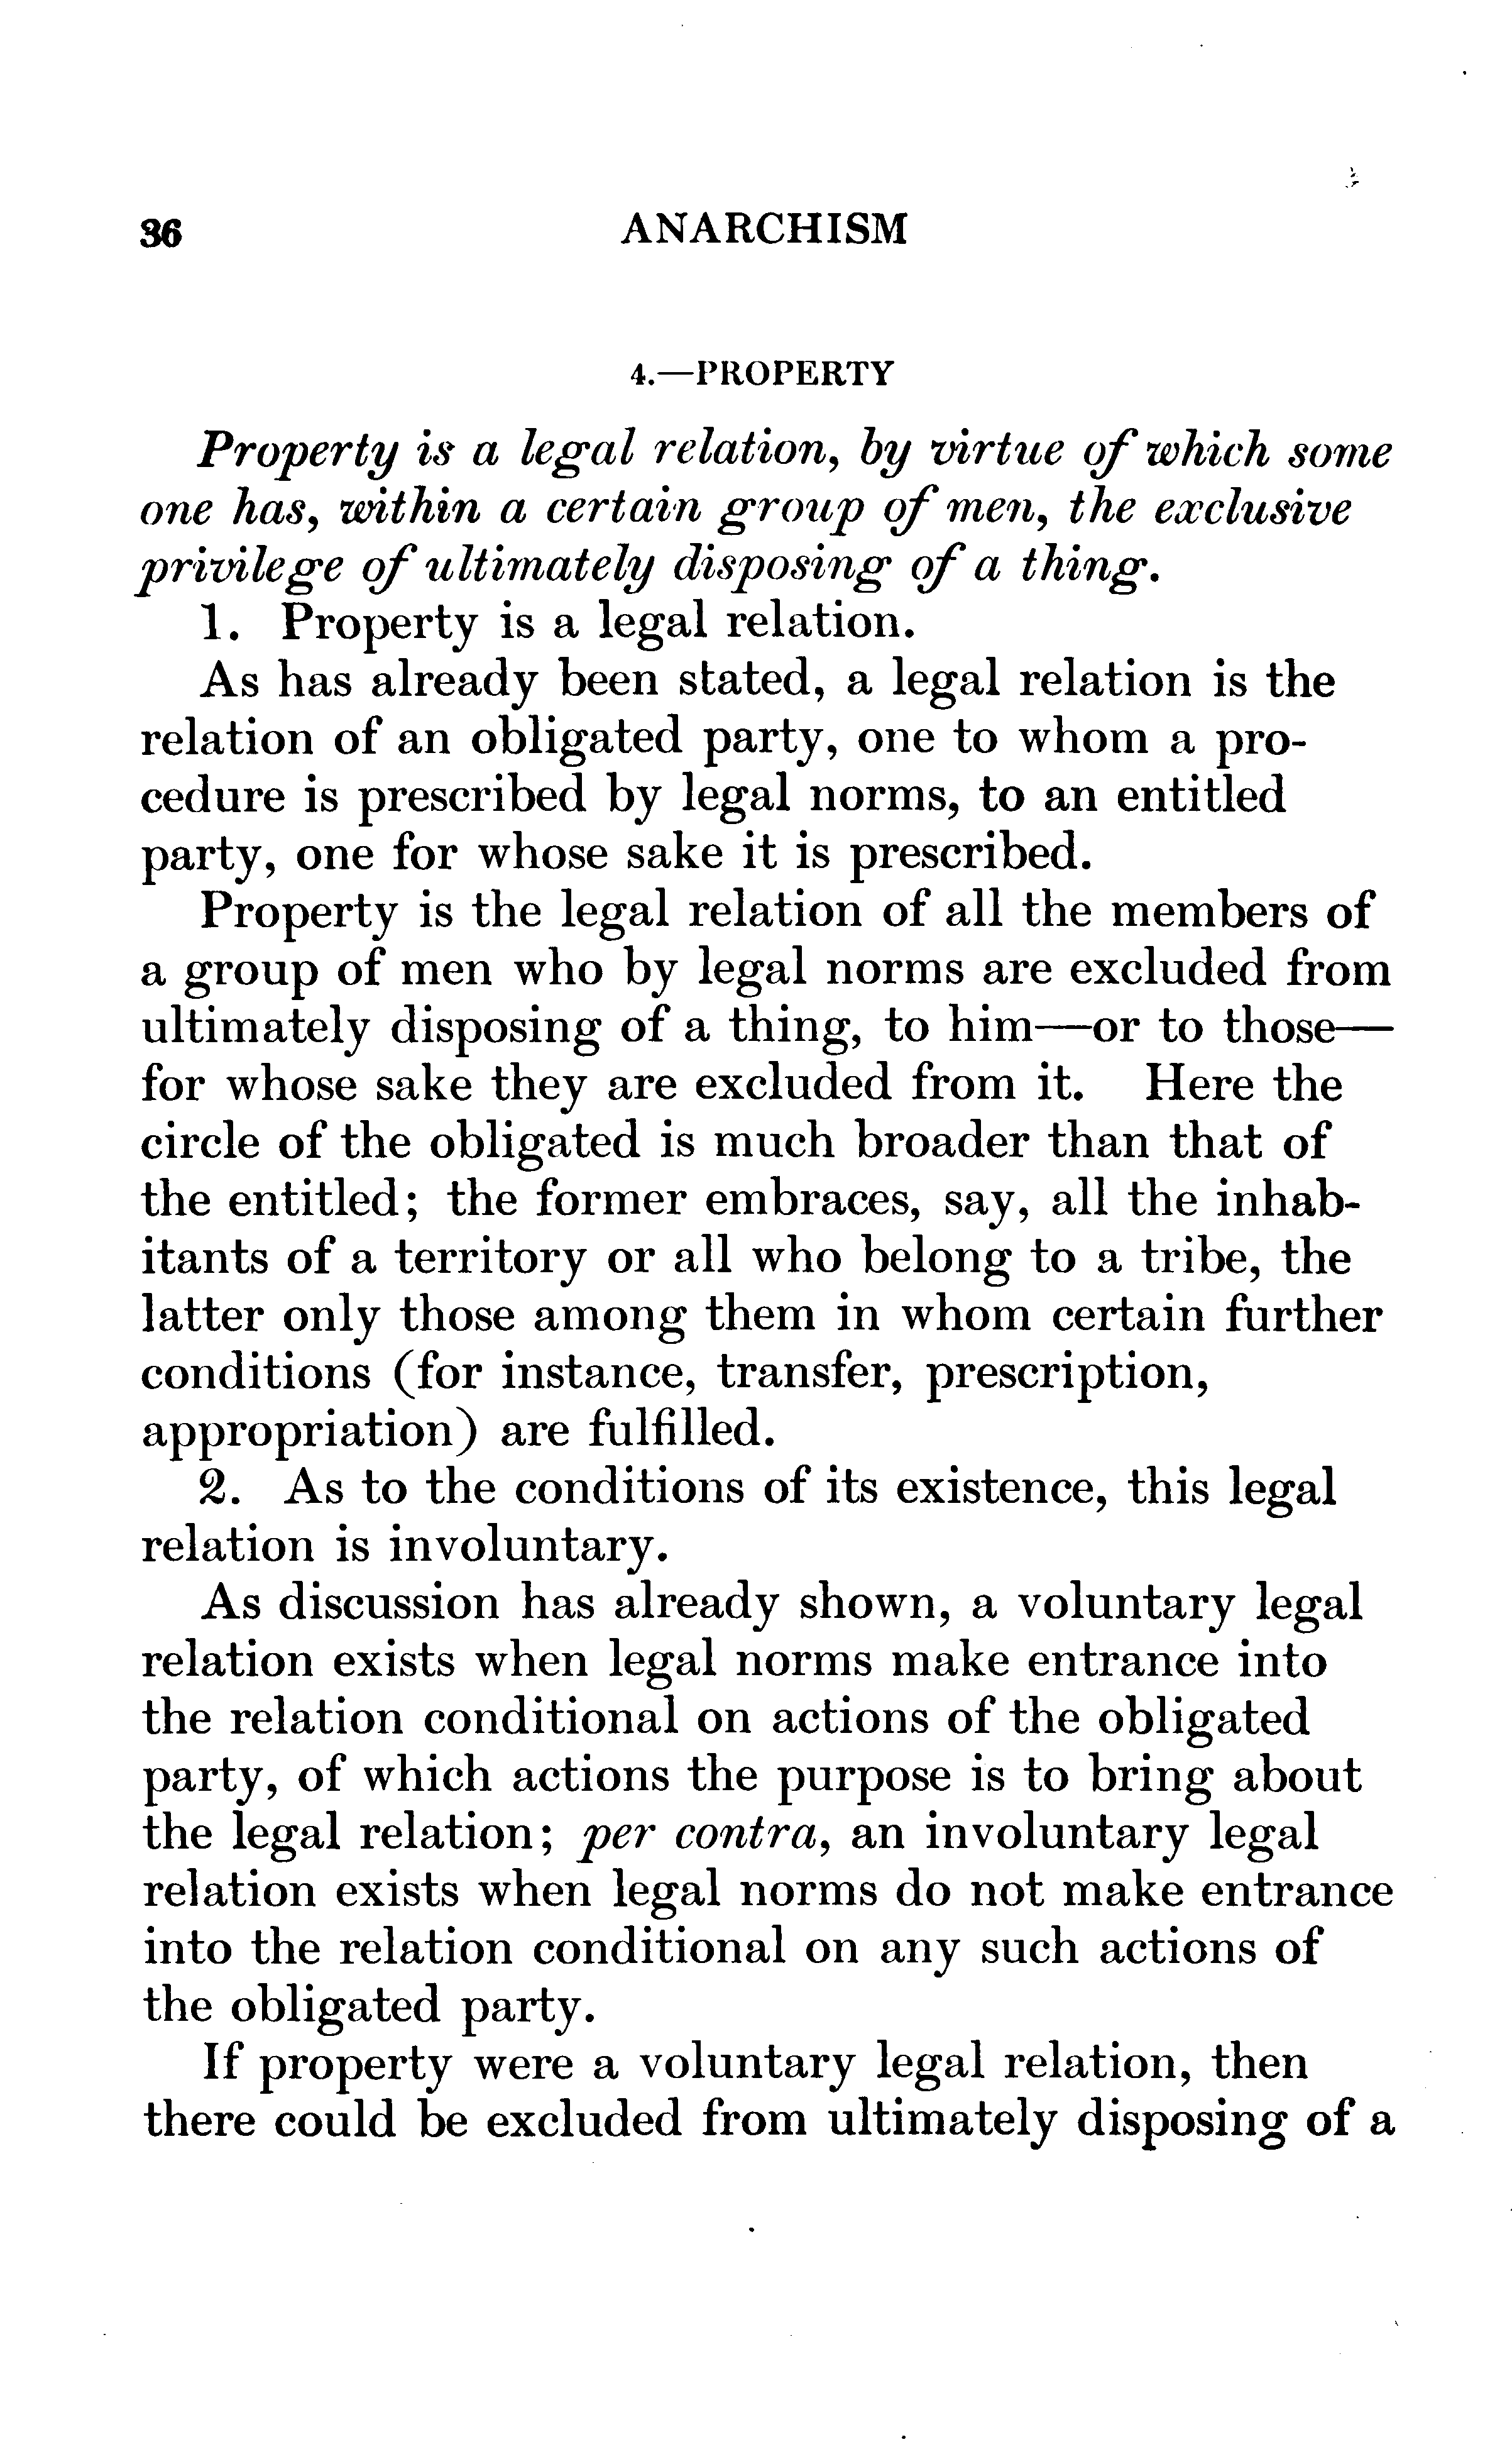 36
ANARCHISM
4.—PROPERTY
Property is a legal relation, by virtue of which some
one has, within a certain group of men, the exclusive
privilege of ultimately disposing of a thing.
1. Property is a legal relation.
As has already been stated, a legal relation is the
relation of an obligated party, one to whom a pro-
cedure is prescribed by legal norms, to an entitled
party, one for whose sake it is prescribed.
Property is the legal relation of all the members of
a group of men who by legal norms are excluded from
ultimately disposing of a thing, to him—or to those—
for whose sake they are excluded from it. Here the
circle of the obligated is much broader than that of
the entitled; the former embraces, say, all the inhab-
itants of a territory or all who belong to a tribe, the
latter only those among them in whom certain further
conditions (for instance, transfer, prescription,
appropriation) are fulfilled.
2. As to the conditions of its existence, this legal
relation is involuntary.
As discussion has already shown, a voluntary legal
relation exists when legal norms make entrance into
the relation conditional on actions of the obligated
party, of which actions the purpose is to bring about
the legal relation; per contra, an involuntary legal
relation exists when legal norms do not make entrance
into the relation conditional on any such actions of
the obligated party.
If property were a voluntary legal relation, then
there could be excluded from ultimately disposing of a